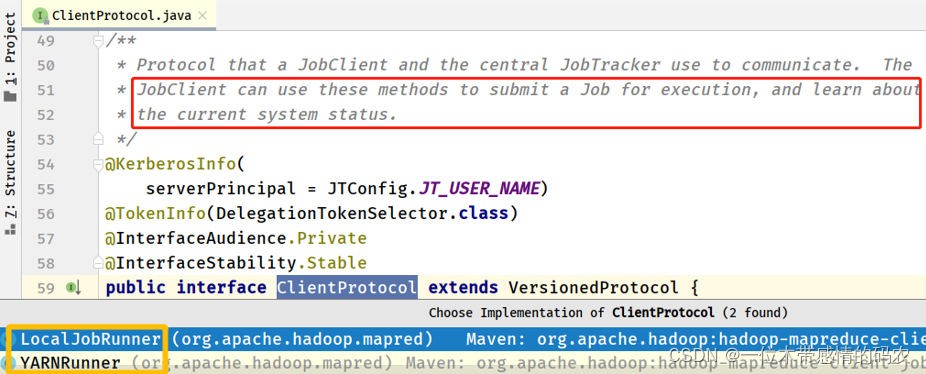 ClientProtocol.java
1: Project
7: Structure
49 /**
50 * Protocol that a JobClient and the central JobTracker use to communicate. The
51 * JobClient can use these methods to submit a Job for execution, and learn about
52 * the current system status.
53 */
54 @KerberosInfo(
55 serverPrincipal = JTConfig.JT_USER_NAME)
56 @TokenInfo(DelegationTokenSelector.class)
57 @InterfaceAudience.Private
58 @InterfaceStability.Stable
59 public interface ClientProtocol extends VersionedProtocol {
Choose Implementation of ClientProtocol (2 found)
LocalJobRunner (org.apache.hadoop.mapred) Maven: org.apache.hadoop:hadoop-mapreduce-clie
YARNRunner (org.apache.hadoop.mapred) Maven: org.apache.hadoop:hadoop-mapreduce-client-job
CSDN @一位木带感情的码农